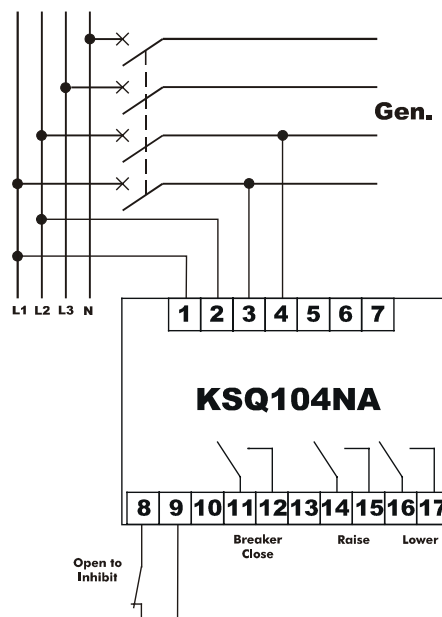 Gen.
L1 L2 L3 N
1 2 3 4 5 6 7
KSQ104NA
8 9 10 11 12 13 14 15 16 17
Breaker
Close
Raise
Lower
Open to
Inhibit